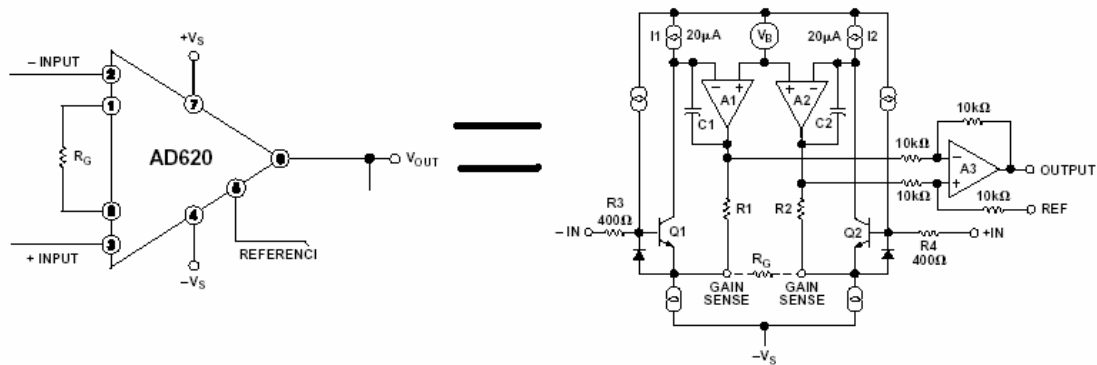 +VS
– INPUT
2
1
7
RG
AD620
6
VOUT
8
5
4
3
+ INPUT
REFERENCI
–VS
I1
20µA
VB
20µA
I2
– +
+ –
A1
A2
C1
C2
10kΩ
10kΩ
–
A3
+
OUTPUT
10kΩ
10kΩ
REF
R3
400Ω
R1
R2
– IN
Q1
Q2
+IN
R4
400Ω
RG
GAIN
SENSE
GAIN
SENSE
–VS